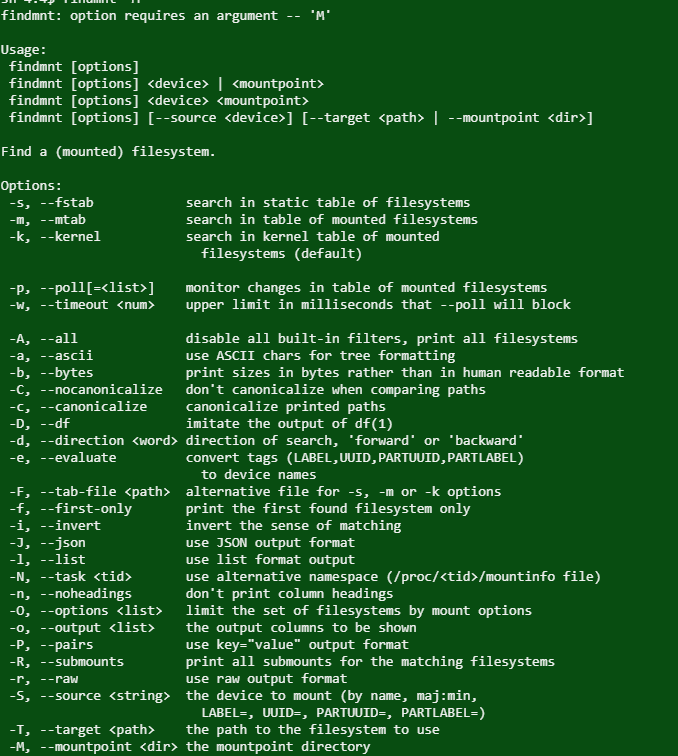 findmnt: option requires an argument -- 'M'

Usage:
 findmnt [options]
 findmnt [options] <device> | <mountpoint>
 findmnt [options] <device> <mountpoint>
 findmnt [options] [--source <device>] [--target <path> | --mountpoint <dir>]

Find a (mounted) filesystem.

Options:
 -s, --fstab            search in static table of filesystems
 -m, --mtab             search in table of mounted filesystems
 -k, --kernel           search in kernel table of mounted
                          filesystems (default)

 -p, --poll[=<list>]    monitor changes in table of mounted filesystems
 -w, --timeout <num>    upper limit in milliseconds that --poll will block

 -A, --all              disable all built-in filters, print all filesystems
 -a, --ascii            use ASCII chars for tree formatting
 -b, --bytes            print sizes in bytes rather than in human readable format
 -C, --nocanonicalize   don't canonicalize when comparing paths
 -c, --canonicalize     canonicalize printed paths
 -D, --df               imitate the output of df(1)
 -d, --direction <word> direction of search, 'forward' or 'backward'
 -e, --evaluate         convert tags (LABEL,UUID,PARTUUID,PARTLABEL)
                          to device names
 -F, --tab-file <path>  alternative file for -s, -m or -k options
 -f, --first-only       print the first found filesystem only
 -i, --invert           invert the sense of matching
 -J, --json             use JSON output format
 -l, --list             use list format output
 -N, --task <tid>       use alternative namespace (/proc/<tid>/mountinfo file)
 -n, --noheadings       don't print column headings
 -O, --options <list>   limit the set of filesystems by mount options
 -o, --output <list>    the output columns to be shown
 -P, --pairs            use key="value" output format
 -R, --submounts        print all submounts for the matching filesystems
 -r, --raw              use raw output format
 -S, --source <string>  the device to mount (by name, maj:min,
                          LABEL=, UUID=, PARTUUID=, PARTLABEL=)
 -T, --target <path>    the path to the filesystem to use
 -M, --mountpoint <dir> the mountpoint directory